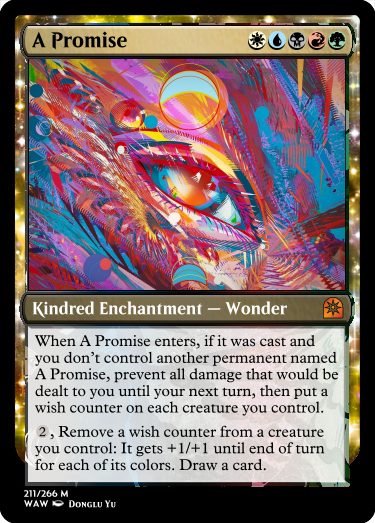 A Promise
Kindred Enchantment — Wonder
When A Promise enters, if it was cast and
you don't control another permanent named
A Promise, prevent all damage that would be
dealt to you until your next turn, then put a
wish counter on each creature you control.
2, Remove a wish counter from a creature
you control: It gets +1/+1 until end of turn
for each of its colors. Draw a card.
211/266 M
WAW Donglu Yu